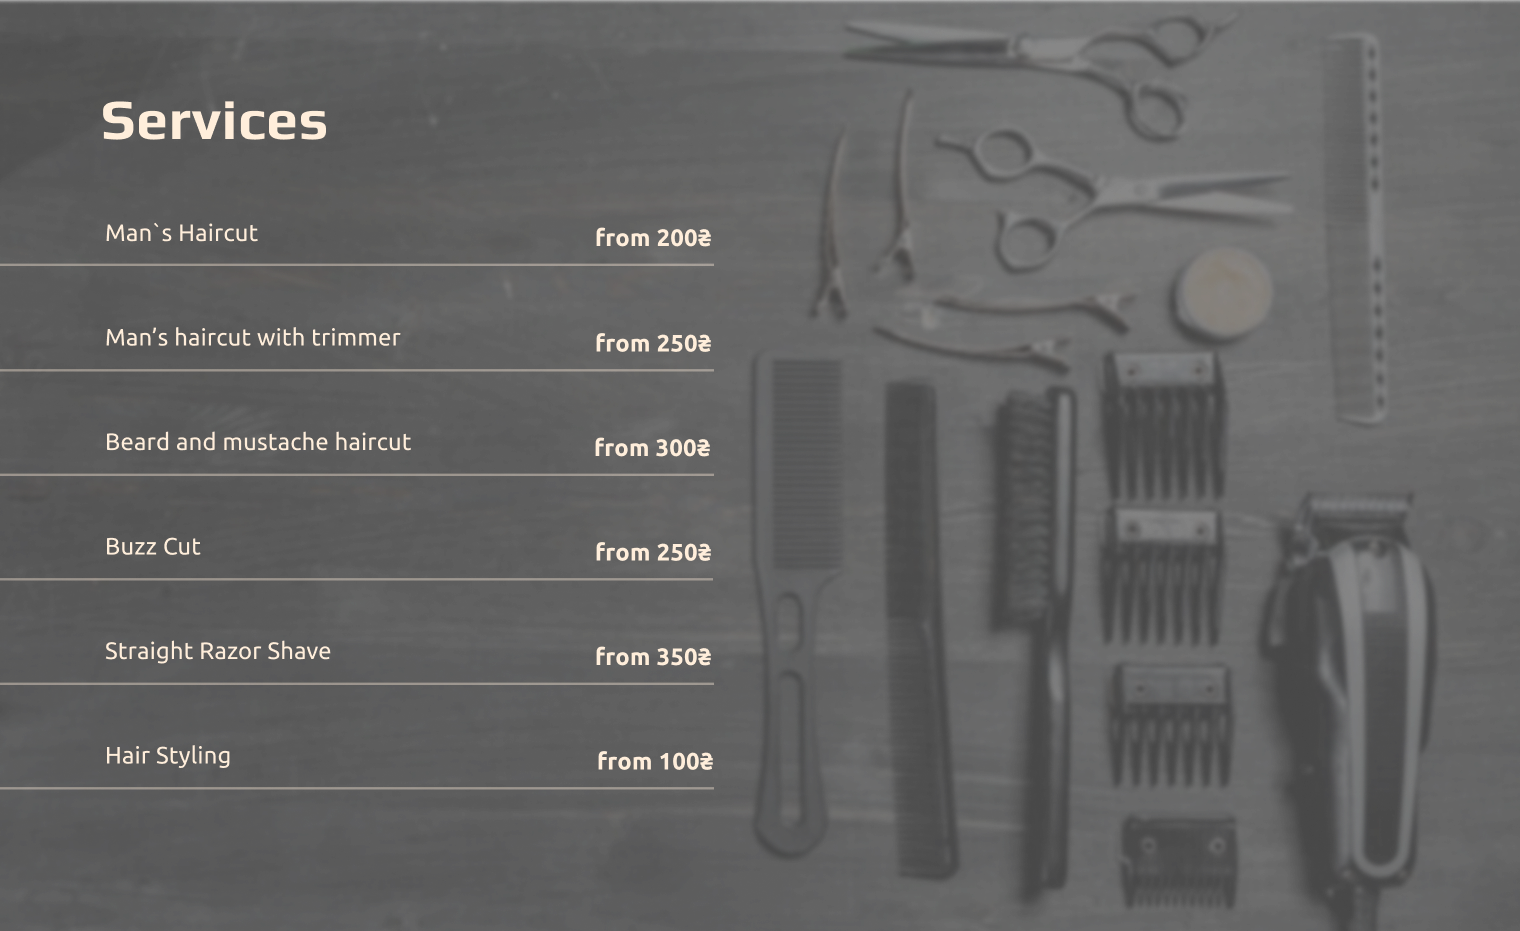 Services
Man`s Haircut from 200₴
Man’s haircut with trimmer from 250₴
Beard and mustache haircut from 300₴
Buzz Cut from 250₴
Straight Razor Shave from 350₴
Hair Styling from 100₴